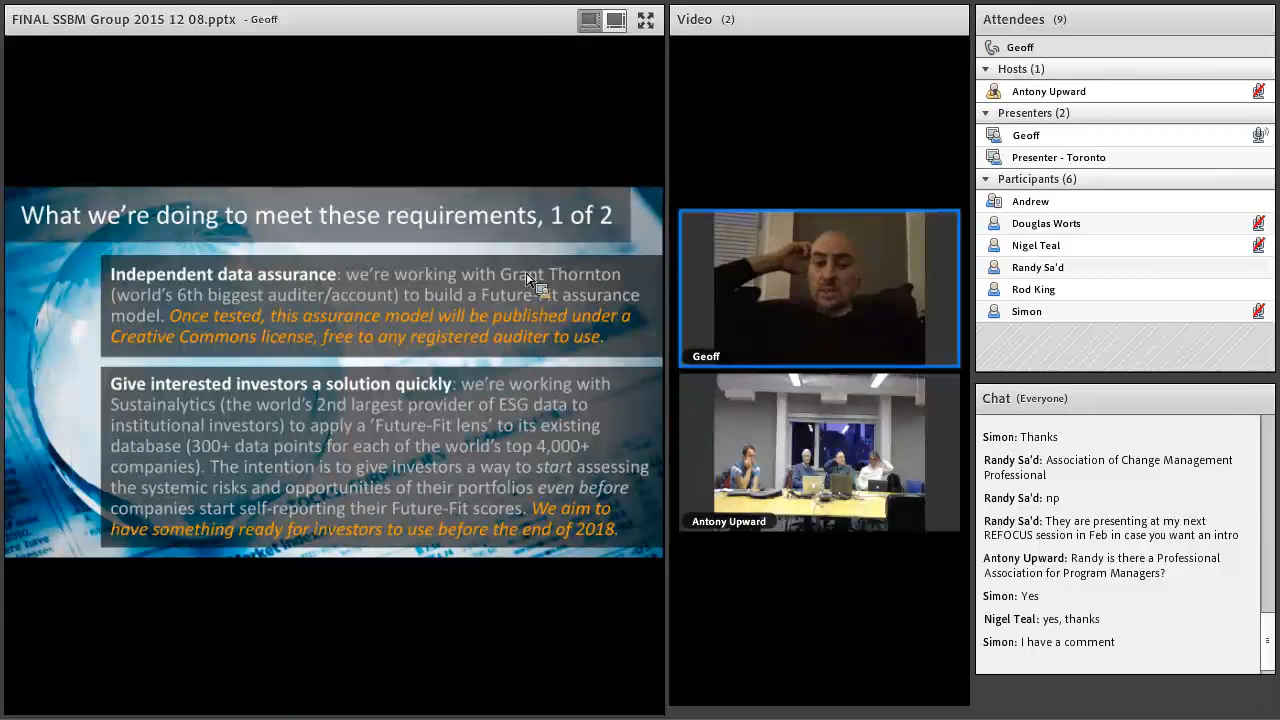 FINAL SSBM Group 2015 12 08.pptx - Geoff
What we're doing to meet these requirements, 1 of 2
Independent data assurance: we're working with Grant Thornton
(world's 6th biggest auditer/account) to build a Future-Fit assurance
model. Once tested, this assurance model will be published under a
Creative Commons license, free to any registered auditer to use.
Give interested investors a solution quickly: we're working with
Sustainalytics (the world's 2nd largest provider of ESG data to
institutional investors) to apply a 'Future-Fit lens' to its existing
database (300+ data points for each of the world's top 4,000+
companies). The intention is to give investors a way to start assessing
the systemic risks and opportunities of their portfolios even before
companies start self-reporting their Future-Fit scores. We aim to
have something ready for investors to use before the end of 2018.
Video (2)
Geoff
Antony Upward
Attendees (9)
Geoff
Hosts (1)
Antony Upward
Presenters (2)
Geoff
Presenter - Toronto
Participants (6)
Andrew
Douglas Worts
Nigel Teal
Randy Sa'd
Rod King
Simon
Chat (Everyone)
Simon: Thanks
Randy Sa'd: Association of Change Management
Professional
Randy Sa'd: np
Randy Sa'd: They are presenting at my next
REFOCUS session in Feb in case you want an intro
Antony Upward: Randy is there a Professional
Association for Program Managers?
Simon: Yes
Nigel Teal: yes, thanks
Simon: I have a comment